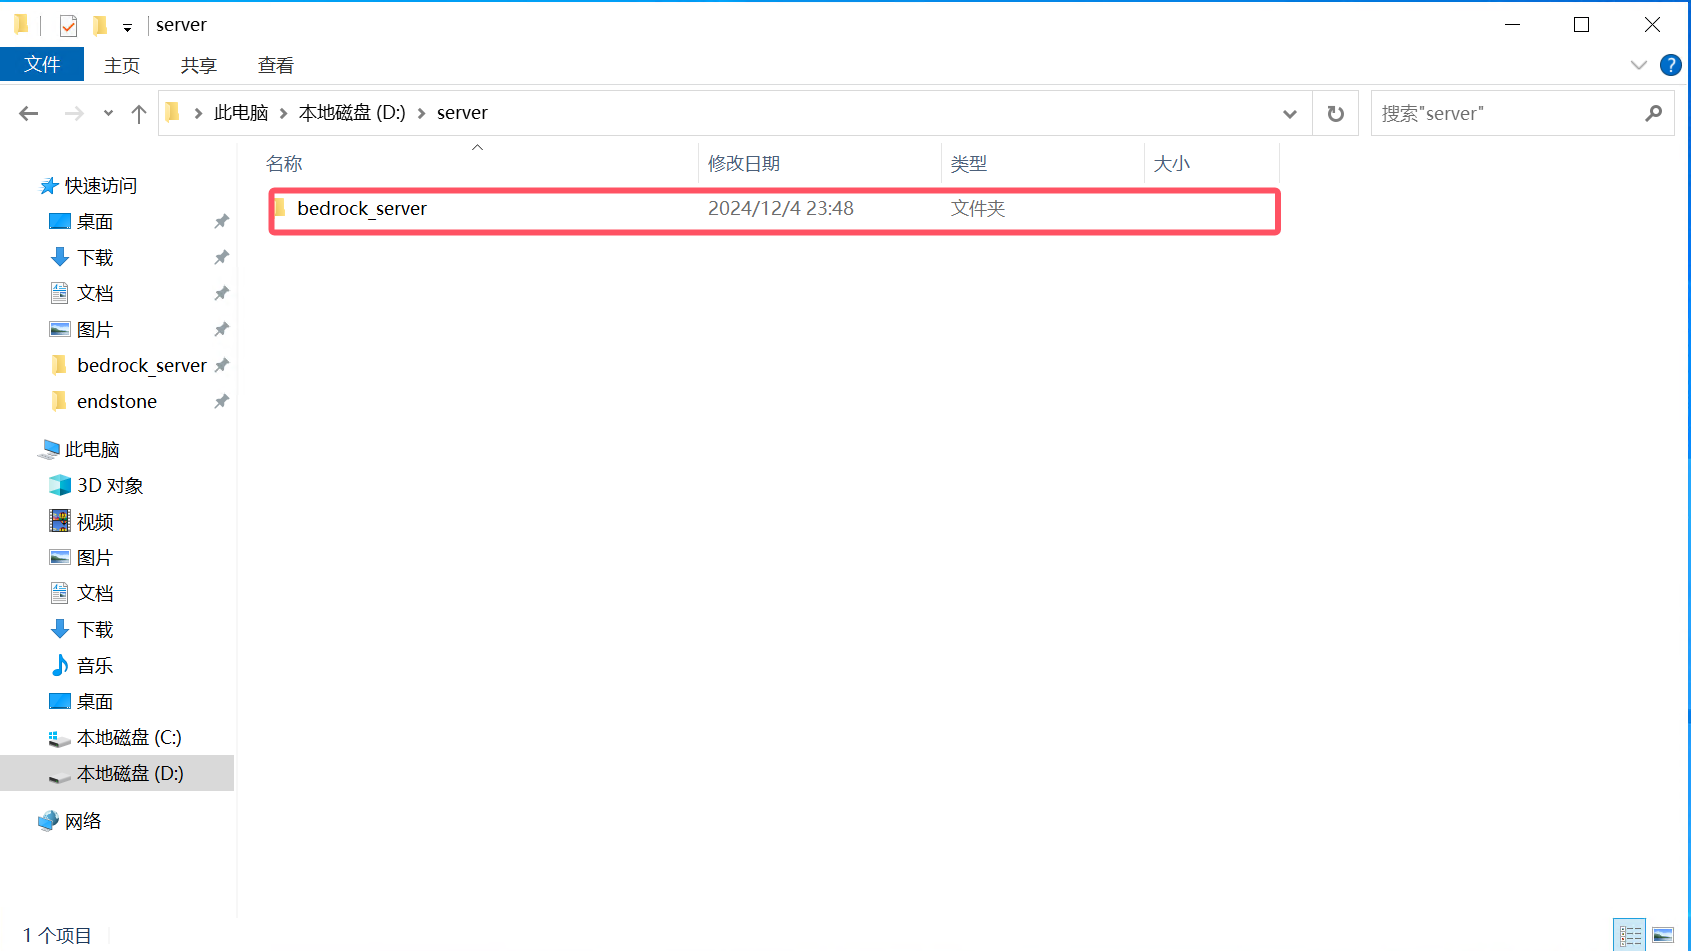 server
文件 主页 共享 查看
此电脑 本地磁盘 (D:) server
搜索"server"
名称 修改日期 类型 大小
bedrock_server 2024/12/4 23:48 文件夹
快速访问
桌面
下载
文档
图片
bedrock_server
endstone
此电脑
3D 对象
视频
图片
文档
下载
音乐
桌面
本地磁盘 (C:)
本地磁盘 (D:)
网络
1 个项目